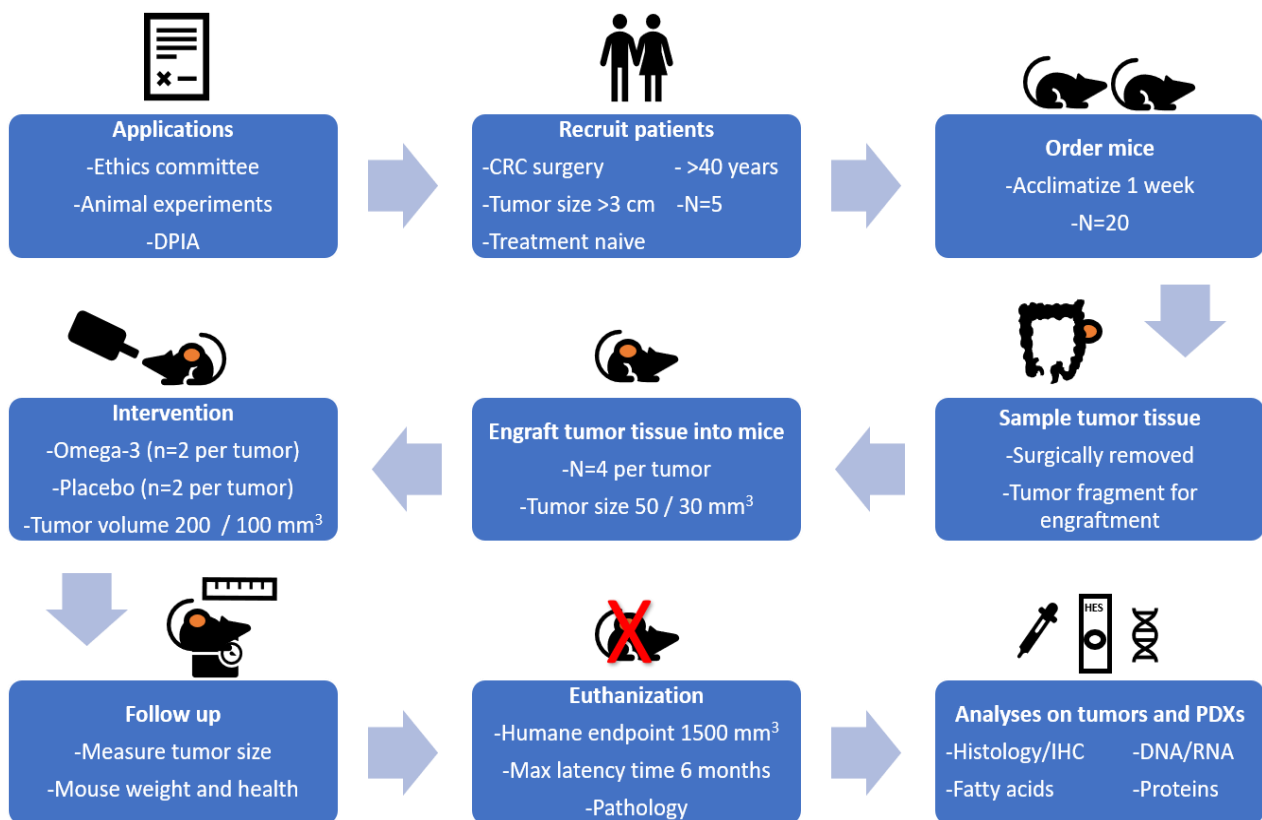 Applications
-Ethics committee
-Animal experiments
-DPIA
Recruit patients
-CRC surgery - >40 years
-Tumor size >3 cm -N=5
-Treatment naive
Order mice
-Acclimatize 1 week
-N=20
Sample tumor tissue
-Surgically removed
-Tumor fragment for
engraftment
Engraft tumor tissue into mice
-N=4 per tumor
-Tumor size 50 / 30 mm³
Intervention
-Omega-3 (n=2 per tumor)
-Placebo (n=2 per tumor)
-Tumor volume 200 / 100 mm³
Follow up
-Measure tumor size
-Mouse weight and health
Euthanization
-Humane endpoint 1500 mm³
-Max latency time 6 months
-Pathology
HES
Analyses on tumors and PDXs
-Histology/IHC -DNA/RNA
-Fatty acids -Proteins